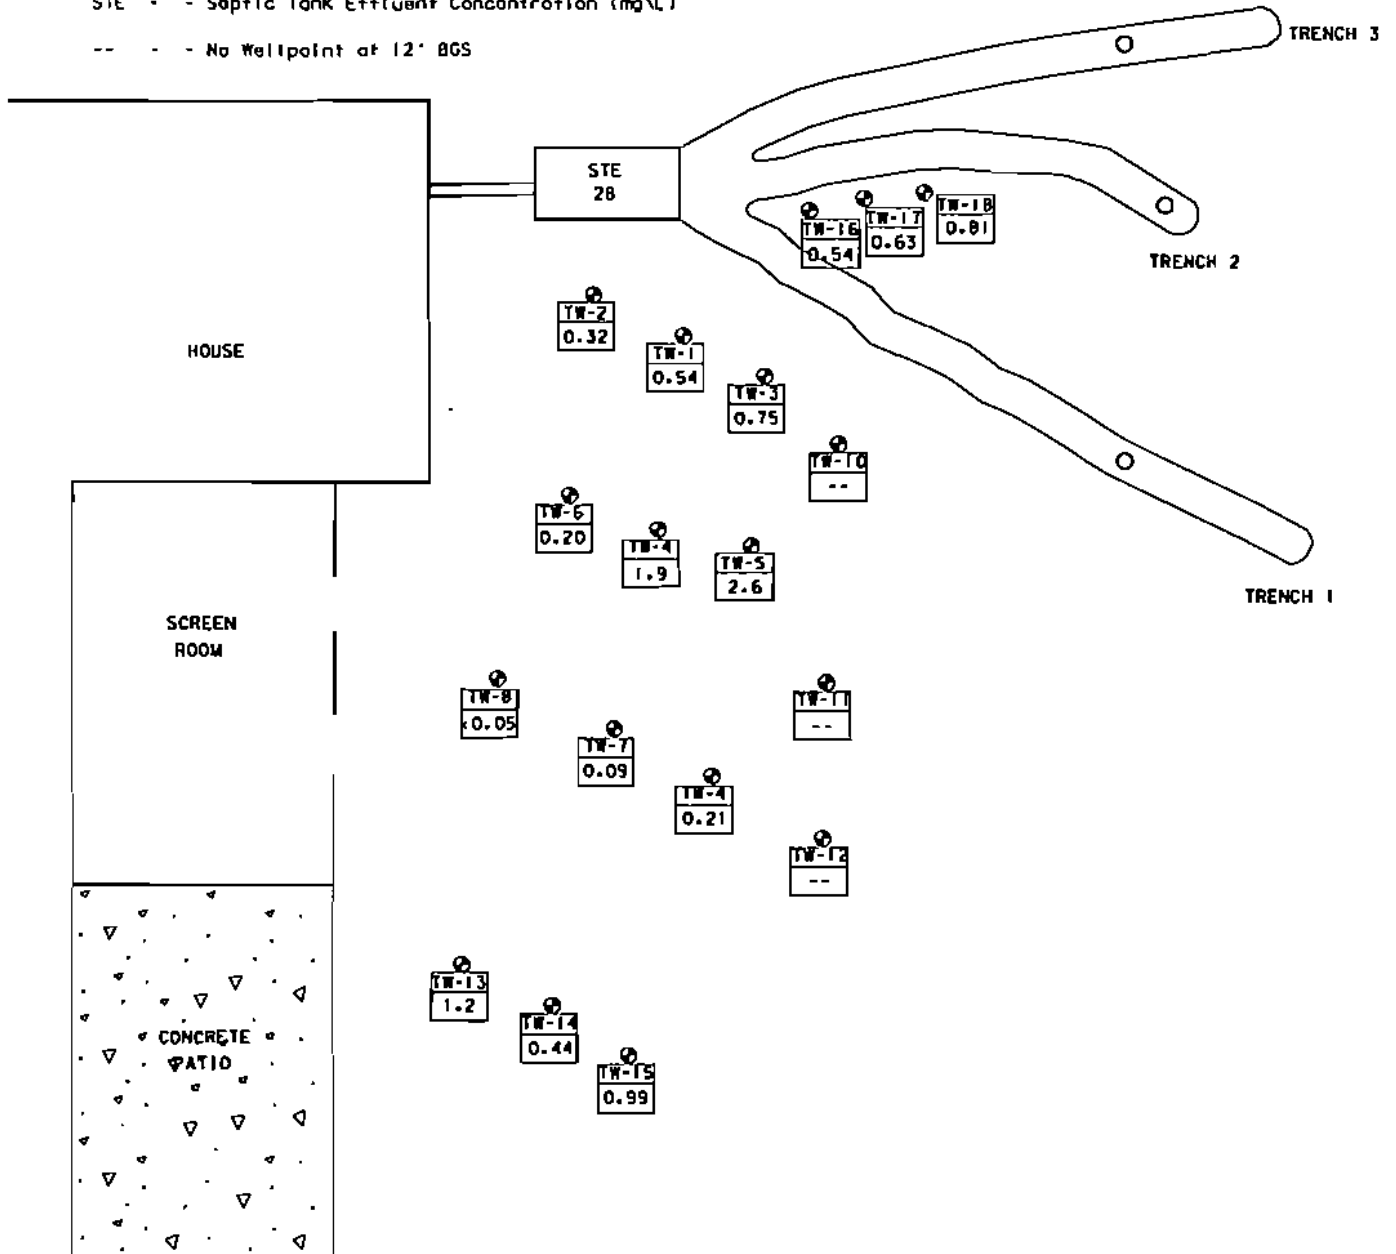 STE - - Septic Tank Effluent Concentration (mg\L)
-- - - No Wellpoint at 12' BGS
TRENCH 3
STE
28
TW-16
0.54
TW-17
0.63
TW-18
0.81
TRENCH 2
TW-2
0.32
HOUSE
TW-1
0.54
TW-3
0.75
TW-10
--
TW-6
0.20
TW-4
1.9
TW-5
2.6
TRENCH 1
SCREEN
ROOM
TW-8
<0.05
TW-7
0.09
TW-4
0.21
TW-11
--
TW-12
--
TW-13
1.2
TW-14
0.44
TW-15
0.99
CONCRETE
PATIO